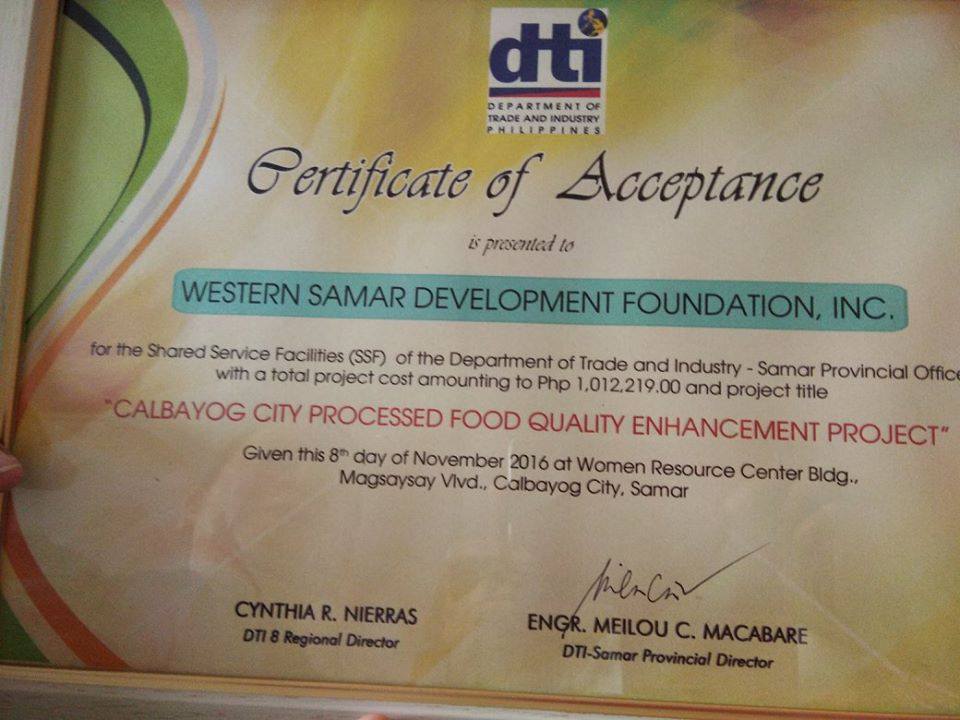 dti
DEPARTMENT OF
TRADE AND INDUSTRY
PHILIPPINES
Certificate of Acceptance
is presented to
WESTERN SAMAR DEVELOPMENT FOUNDATION, INC.
for the Shared Service Facilities (SSF) of the Department of Trade and Industry - Samar Provincial Office
with a total project cost amounting to Php 1,012,219.00 and project title
"CALBAYOG CITY PROCESSED FOOD QUALITY ENHANCEMENT PROJECT"
Given this 8th day of November 2016 at Women Resource Center Bldg.,
Magsaysay Vlvd., Calbayog City, Samar
CYNTHIA R. NIERRAS
DTI 8 Regional Director
ENGR. MEILOU C. MACABARE
DTI-Samar Provincial Director